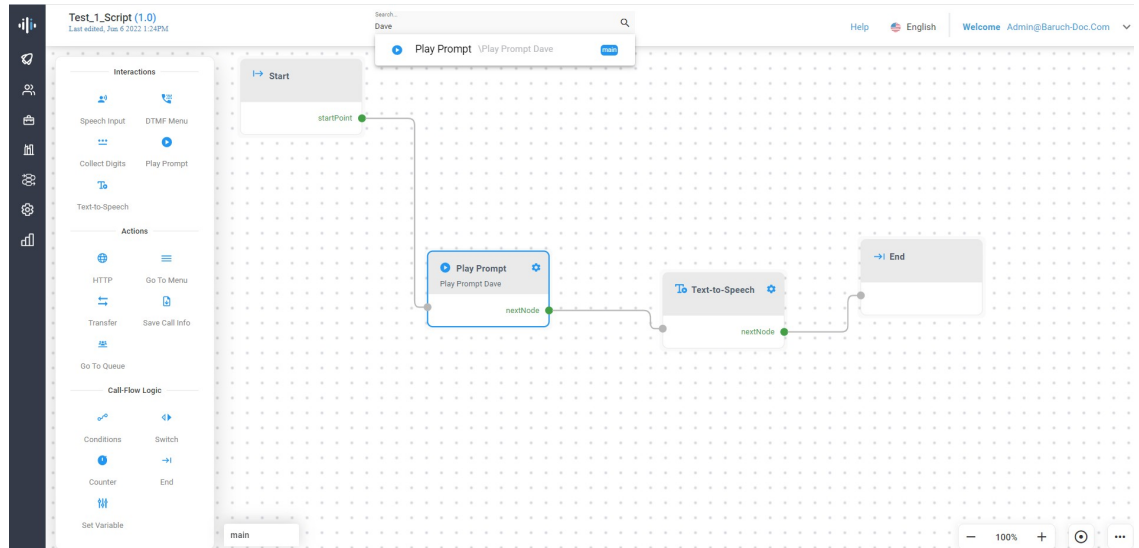 Test_1_Script (1.0)
Last edited, Jun 6 2022 1:24PM
Search...
Dave
Help
English
Welcome Admin@Baruch-Doc.Com
Play Prompt \Play Prompt Dave main
Interactions
Speech Input DTMF Menu
Collect Digits Play Prompt
Text-to-Speech
Actions
HTTP Go To Menu
Transfer Save Call Info
Go To Queue
Call-Flow Logic
Conditions Switch
Counter End
Set Variable
Start
startPoint
Play Prompt
Play Prompt Dave
nextNode
Text-to-Speech
nextNode
End
main
100%